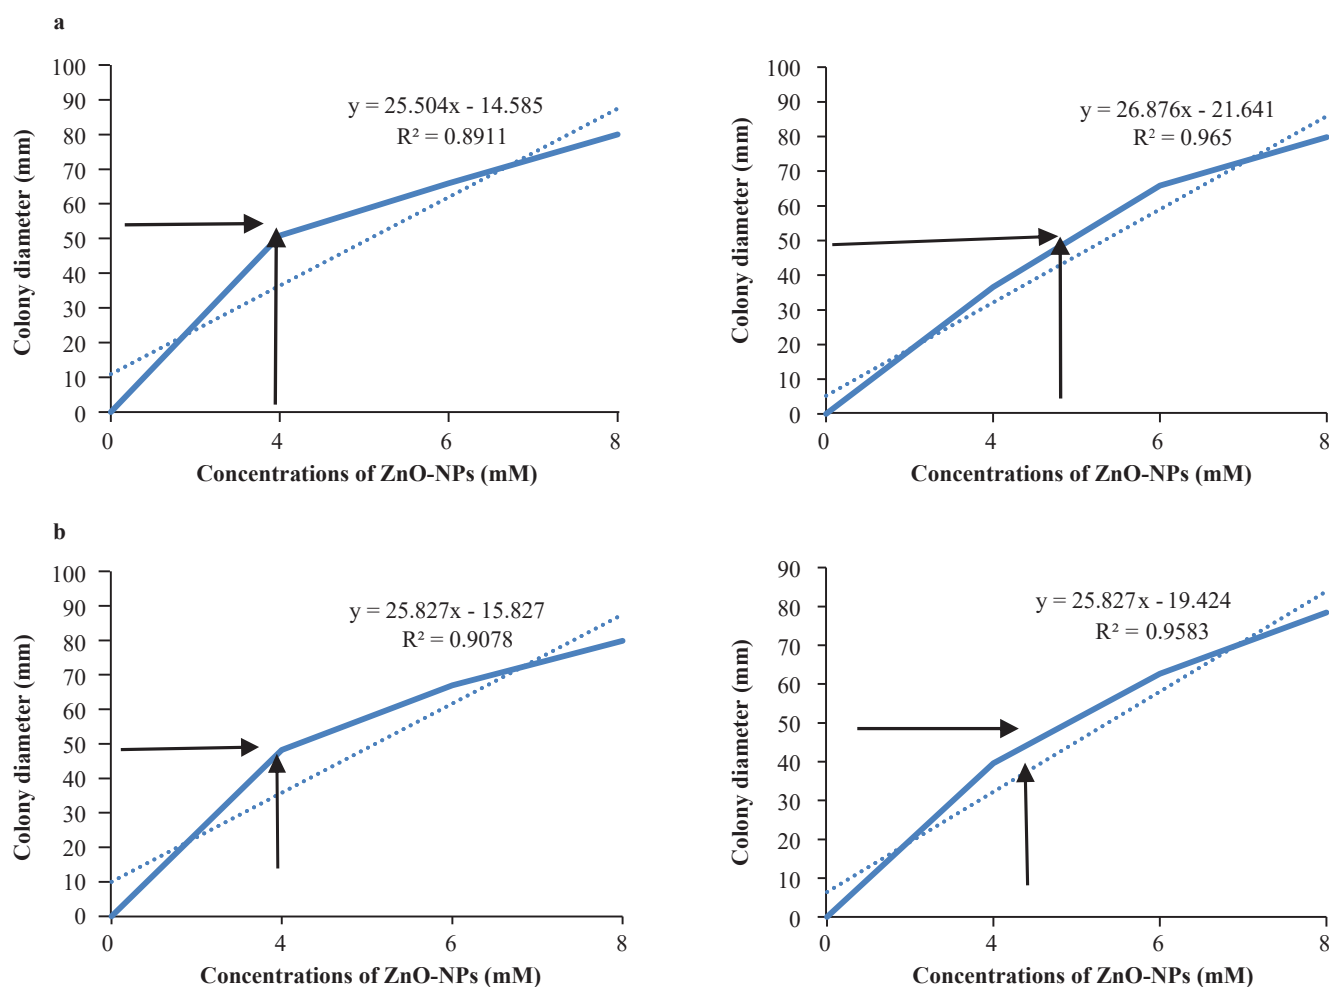 a
100
90
80
70
60
50
40
30
20
10
0
Colony diameter (mm)
y = 25.504x - 14.585
R² = 0.8911
0 4 6 8
Concentrations of ZnO-NPs (mM)
100
90
80
70
60
50
40
30
20
10
0
Colony diameter (mm)
y = 26.876x - 21.641
R² = 0.965
0 4 6 8
Concentrations of ZnO-NPs (mM)
b
100
90
80
70
60
50
40
30
20
10
0
Colony diameter (mm)
y = 25.827x - 15.827
R² = 0.9078
0 4 6 8
Concentrations of ZnO-NPs (mM)
90
80
70
60
50
40
30
20
10
0
Colony diameter (mm)
y = 25.827x - 19.424
R² = 0.9583
0 4 6 8
Concentrations of ZnO-NPs (mM)